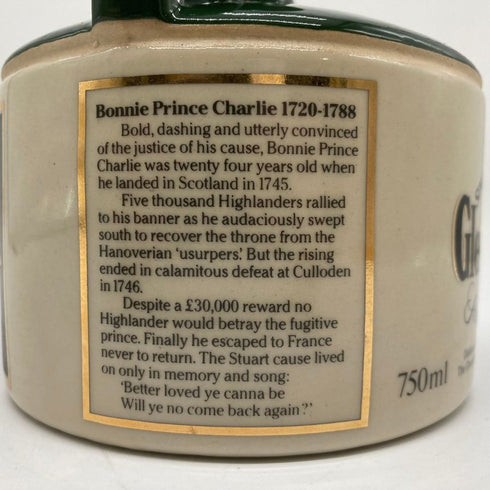 Bonnie Prince Charlie 1720-1788
Bold, dashing and utterly convinced
of the justice of his cause, Bonnie Prince
Charlie was twenty four years old when
he landed in Scotland in 1745.
Five thousand Highlanders rallied
to his banner as he audaciously swept
south to recover the throne from the
Hanoverian 'usurpers'. But the rising
ended in calamitous defeat at Culloden
in 1746.
Despite a £30,000 reward no
Highlander would betray the fugitive
prince. Finally he escaped to France
never to return. The Stuart cause lived
on only in memory and song:
'Better loved ye canna be
Will ye no come back again?'
750ml